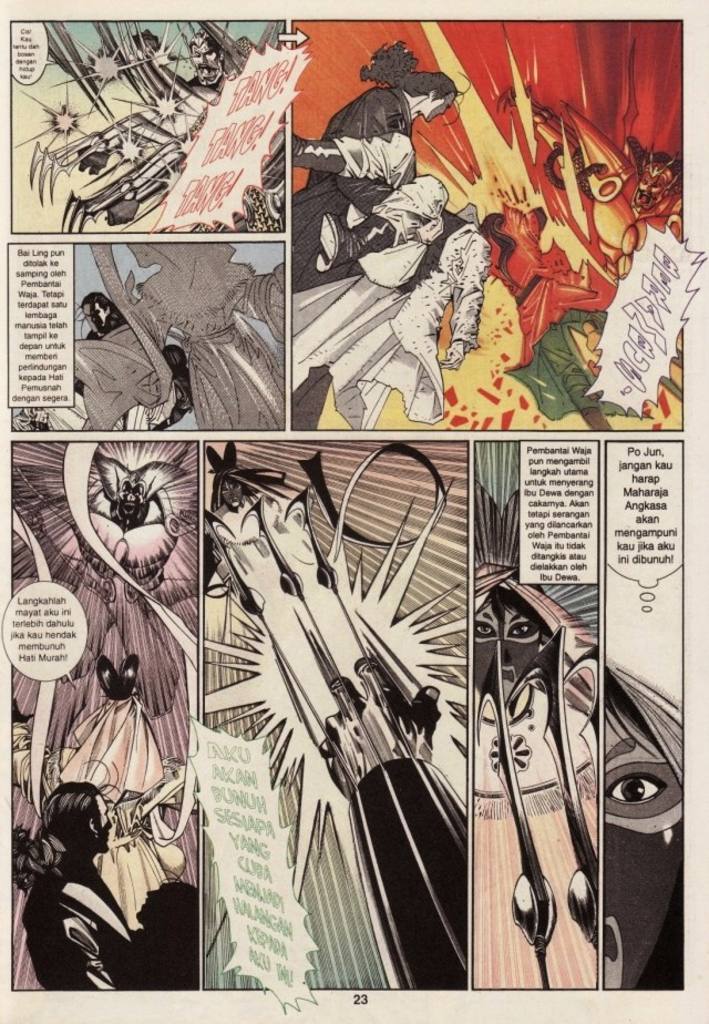 Cis!
Kau
tentu dah
bosan
dengan
hidup
kau!
TANG!
TANG!
TANG!
Bai Ling pun
ditolak ke
samping oleh
Pembantai
Waja. Tetapi
terdapat satu
lembaga
manusia telah
tampil ke
depan untuk
memberi
perlindungan
kepada Hati
Pemusnah
dengan segera.
Langkahlah
mayat aku ini
terlebih dahulu
jika kau hendak
membunuh
Hati Murah!
AKU
AKAN
BUNUH
SESIAPA
YANG
CUBA
MENJADI
HALANGAN
KEPADA
AKU INI!
Pembantai Waja
pun mengambil
langkah utama
untuk menyerang
Ibu Dewa dengan
cakarnya. Akan
tetapi serangan
yang dilancarkan
oleh Pembantai
Waja itu tidak
ditangkis atau
dielakkan oleh
Ibu Dewa.
Po Jun,
jangan kau
harap
Maharaja
Angkasa
akan
mengampuni
kau jika aku
ini dibunuh!
23